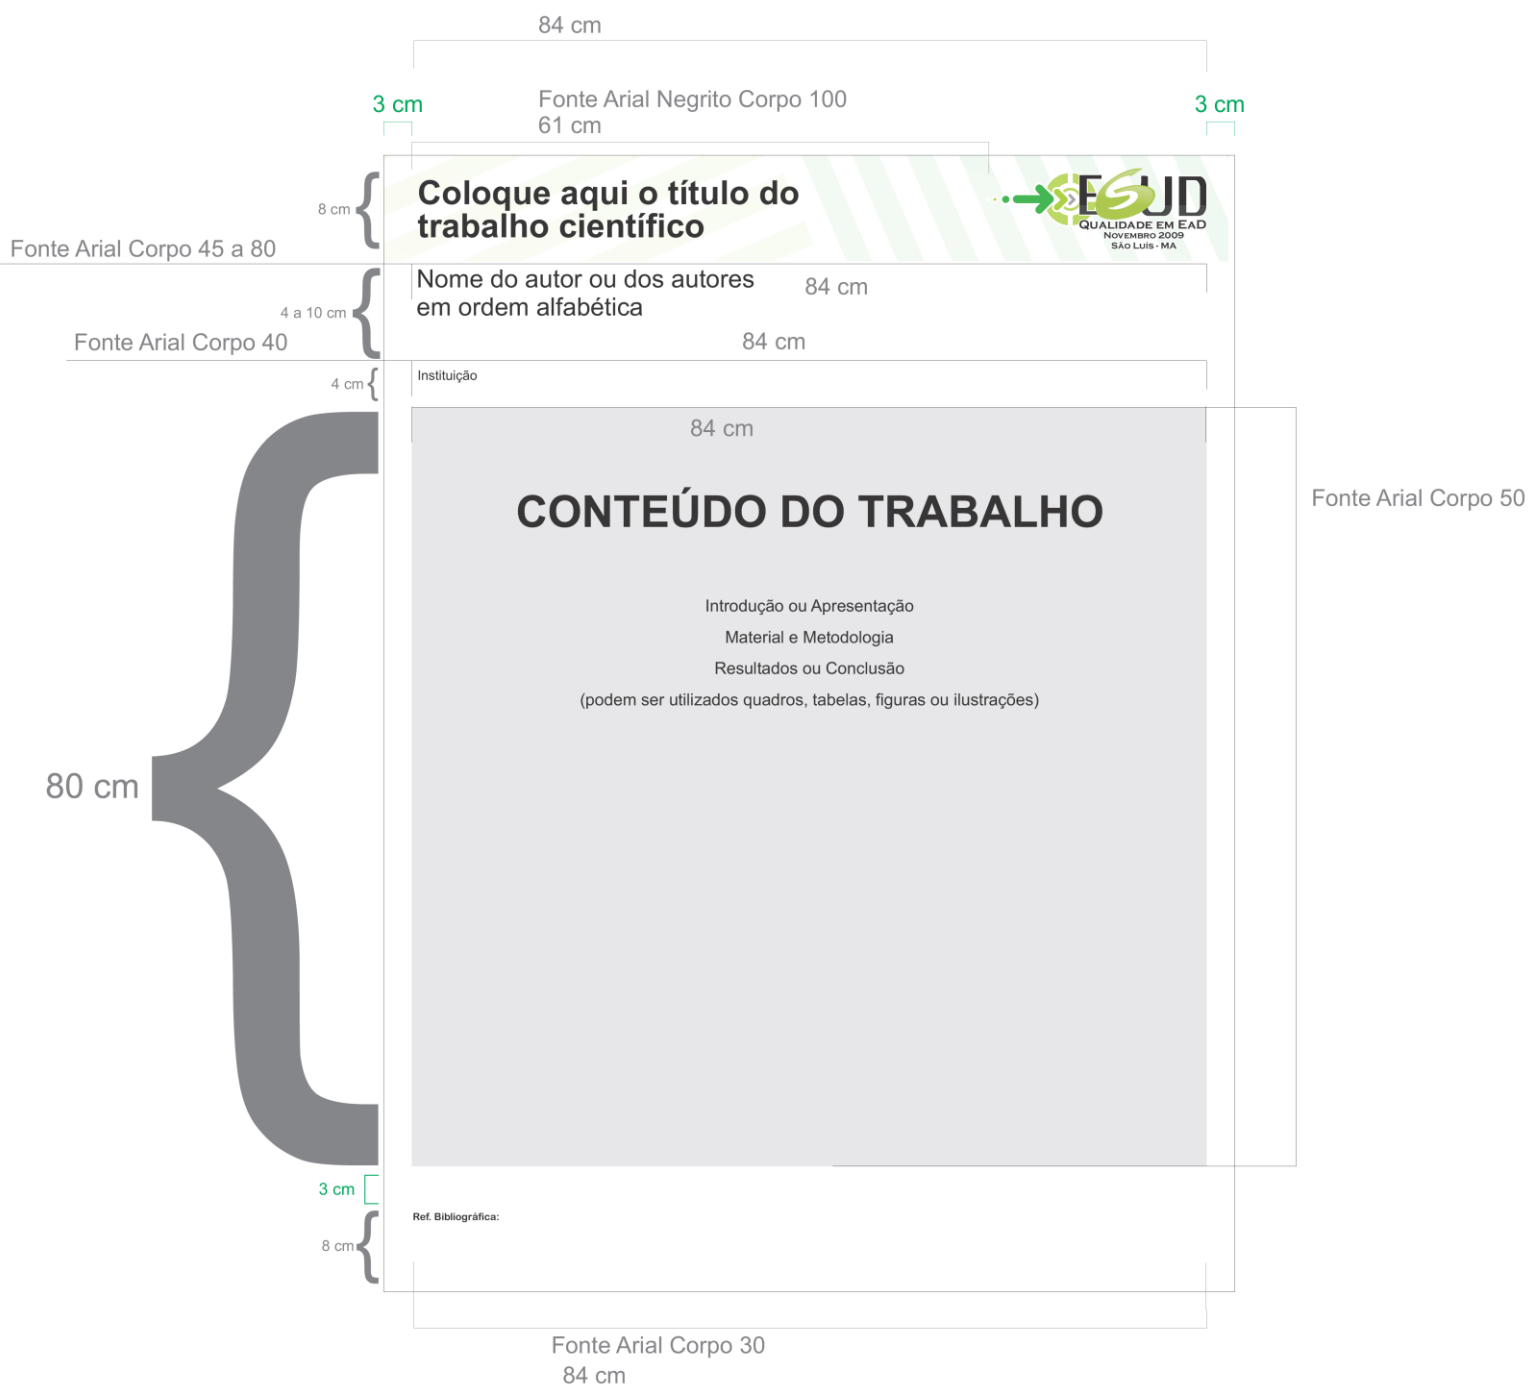 84 cm
3 cm
Fonte Arial Negrito Corpo 100
61 cm
3 cm
8 cm
Coloque aqui o título do
trabalho científico
ESUD
QUALIDADE EM EAD
NOVEMBRO 2009
SÃO LUÍS - MA
Fonte Arial Corpo 45 a 80
Nome do autor ou dos autores
em ordem alfabética
84 cm
4 a 10 cm
Fonte Arial Corpo 40
84 cm
4 cm
Instituição
84 cm
CONTEÚDO DO TRABALHO
Fonte Arial Corpo 50
Introdução ou Apresentação
Material e Metodologia
Resultados ou Conclusão
(podem ser utilizados quadros, tabelas, figuras ou ilustrações)
80 cm
3 cm
Ref. Bibliográfica:
8 cm
Fonte Arial Corpo 30
84 cm